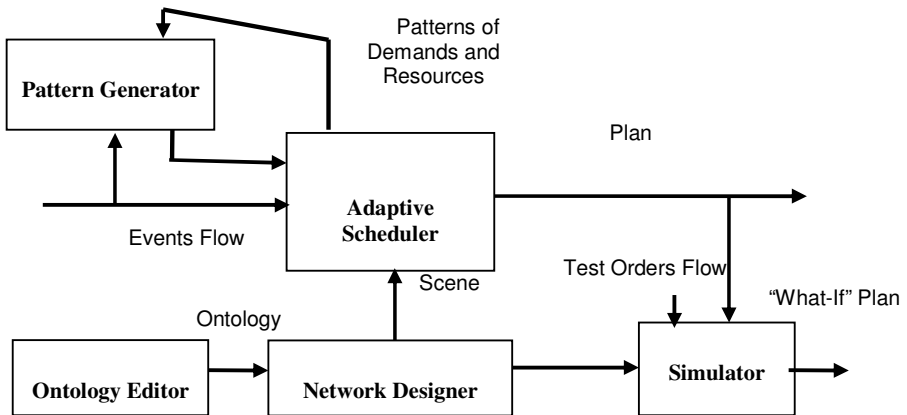 Patterns of
Demands and
Resources
Pattern Generator
Plan
Adaptive
Scheduler
Events Flow
Test Orders Flow
Scene
“What-If” Plan
Ontology
Ontology Editor
Network Designer
Simulator